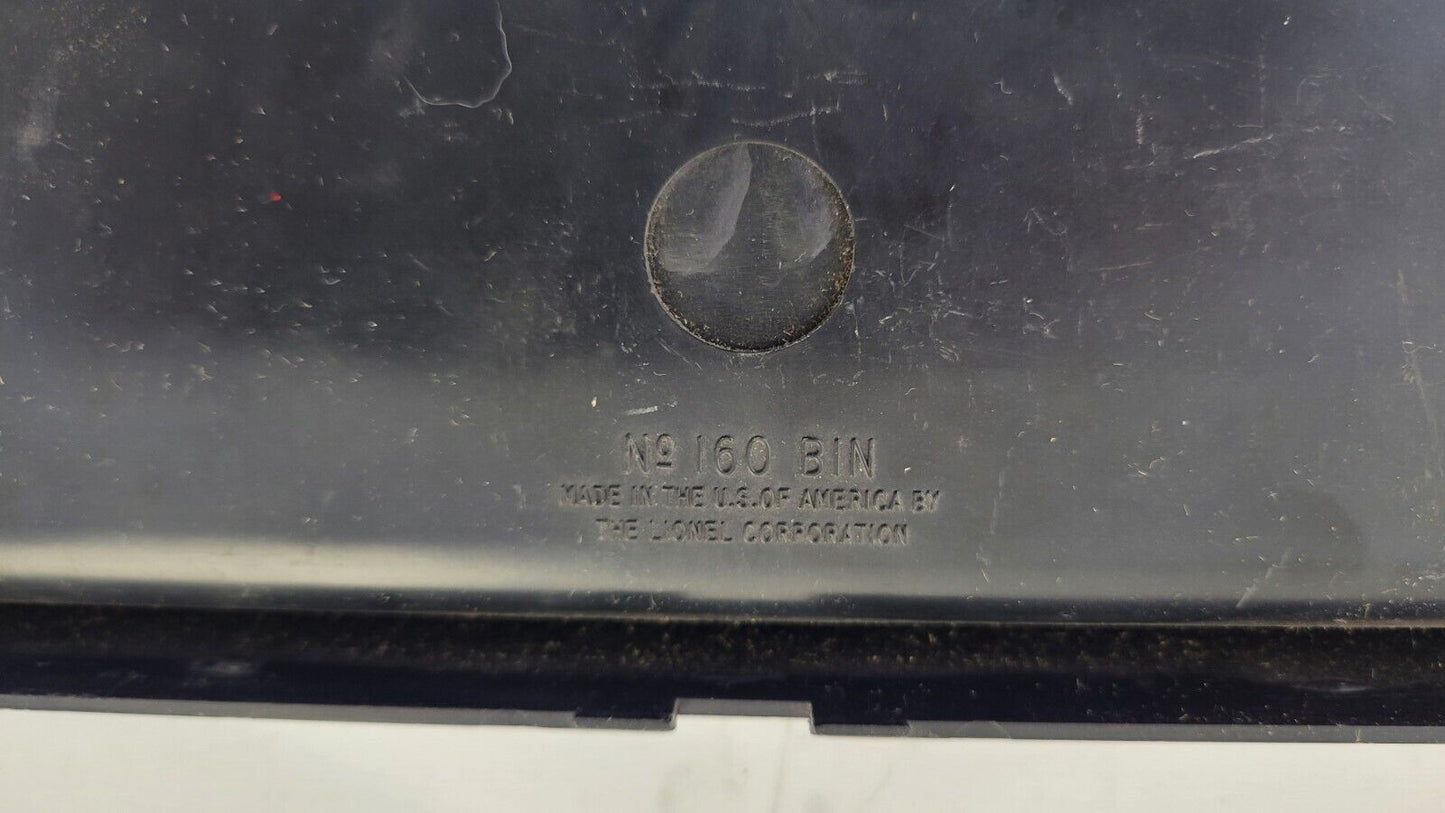 Nº 160 BIN
MADE IN THE U.S. OF AMERICA BY
THE LIONEL CORPORATION